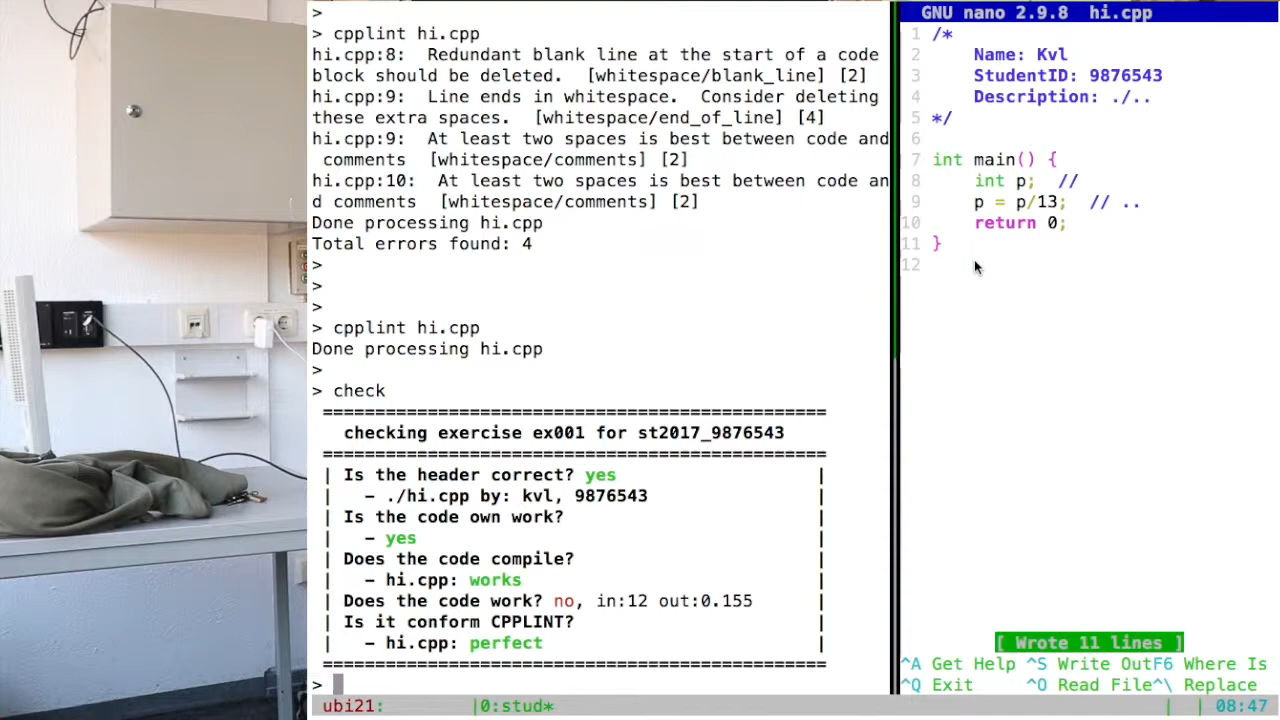 >
> cpplint hi.cpp
hi.cpp:8:  Redundant blank line at the start of a code
block should be deleted.  [whitespace/blank_line] [2]
hi.cpp:9:  Line ends in whitespace.  Consider deleting
these extra spaces.  [whitespace/end_of_line] [4]
hi.cpp:9:  At least two spaces is best between code and
 comments  [whitespace/comments] [2]
hi.cpp:10:  At least two spaces is best between code an
d comments  [whitespace/comments] [2]
Done processing hi.cpp
Total errors found: 4
>
>
>
> cpplint hi.cpp
Done processing hi.cpp
>
> check
================================================
checking exercise ex001 for st2017_9876543
================================================
| Is the header correct? yes |
|   - ./hi.cpp by: kvl, 9876543 |
| Is the code own work? |
|   - yes |
| Does the code compile? |
|   - hi.cpp: works |
| Does the code work? no, in:12 out:0.155 |
| Is it conform CPPLINT? |
|   - hi.cpp: perfect |
================================================
>
ubi21: |0:stud*
GNU nano 2.9.8  hi.cpp
1 /*
2     Name: Kvl
3     StudentID: 9876543
4     Description: ./..
5 */
6
7 int main() {
8     int p;  //
9     p = p/13;  // ..
10     return 0;
11 }
12
[ Wrote 11 lines ]
^A Get Help ^S Write OutF6 Where Is
^Q Exit ^O Read File^\ Replace
| | 08:47